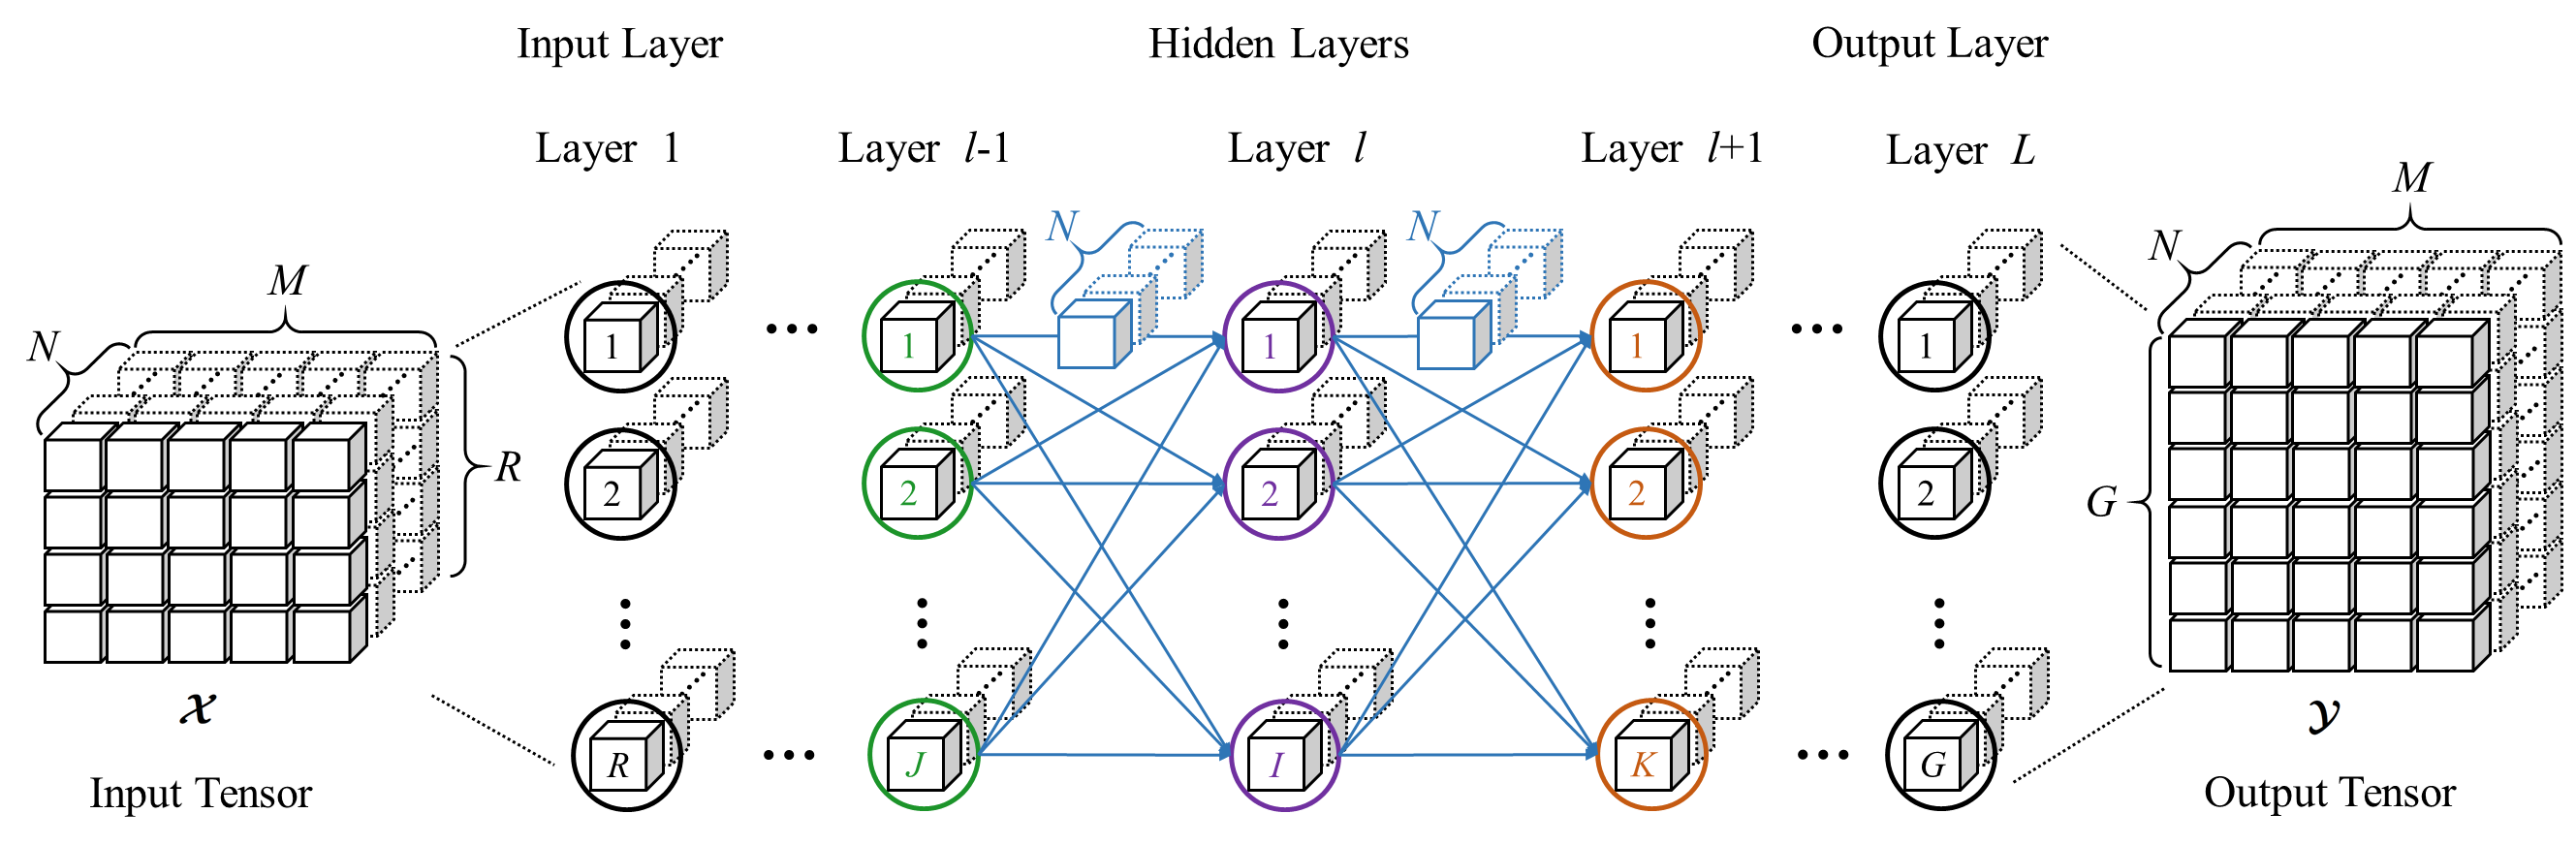 Input Layer
Hidden Layers
Output Layer
Layer 1
Layer l-1
Layer l
Layer l+1
Layer L
N
M
R
𝒳
Input Tensor
1
2
R
1
2
J
N
1
2
I
N
1
2
K
1
2
G
N
M
G
𝒴
Output Tensor